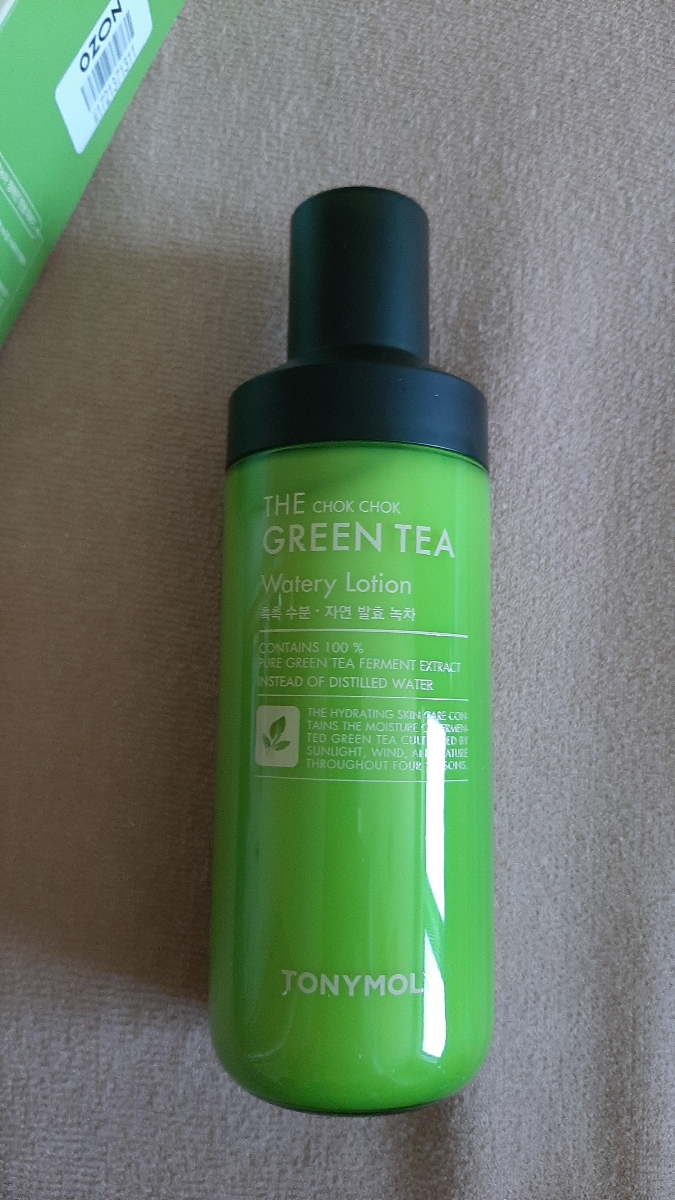 OZON
THE CHOK CHOK
GREEN TEA
Watery Lotion
촉촉 수분 · 자연 발효 녹차
CONTAINS 100 %
PURE GREEN TEA FERMENT EXTRACT
INSTEAD OF DISTILLED WATER
THE HYDRATING SKIN CARE CON-
TAINS THE MOISTURE OF FERMEN-
TED GREEN TEA CULTIVATED BY
SUNLIGHT, WIND, AND NATURE
THROUGHOUT FOUR SEASONS.
TONYMOLY